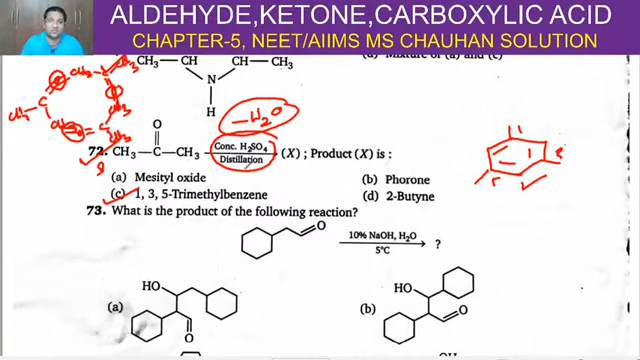 ALDEHYDE,KETONE,CARBOXYLIC ACID
CHAPTER-5, NEET/AIIMS MS CHAUHAN SOLUTION
CH₃—CH CH—CH₃
N
H
(d) Mixture of (a) and (c)
—H₂O
O
72. CH₃—C—CH₃ Conc. H₂SO₄ / Distillation (X) ; Product (X) is :
(a) Mesityl oxide (b) Phorone
(c) 1, 3, 5-Trimethylbenzene (d) 2-Butyne
73. What is the product of the following reaction?
O 10% NaOH, H₂O / 5°C ?
(a) HO O
(b) HO O